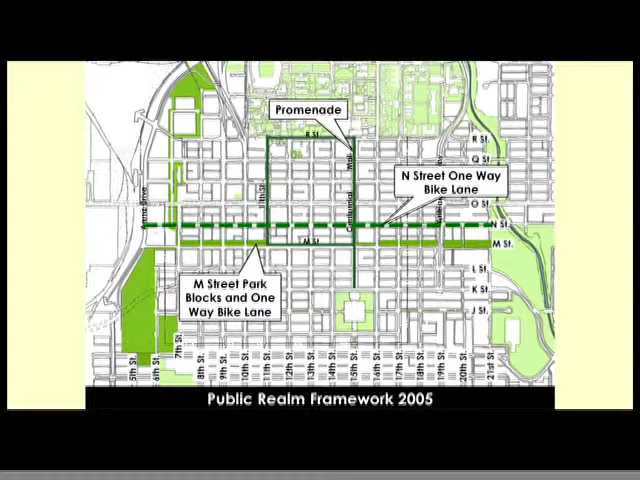 Promenade
R St.
R St.
Mall
Q St.
N Street One Way
Bike Lane
11th St.
Centennial
O St.
N St.
M St.
M St.
L St.
M Street Park
Blocks and One
Way Bike Lane
K St.
J St.
5th St.
6th St.
7th St.
8th St.
9th St.
10th St.
11th St.
12th St.
13th St.
14th St.
15th St.
16th St.
17th St.
18th St.
19th St.
20th St.
21st St.
Public Realm Framework 2005